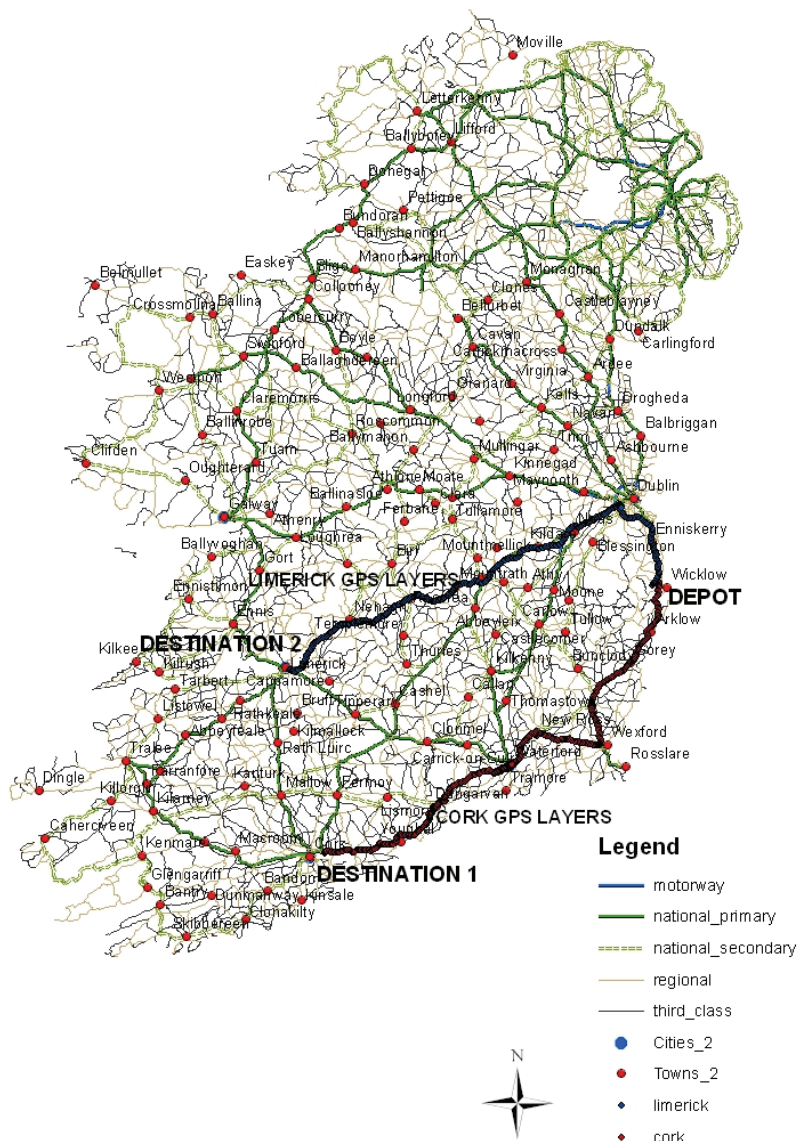 Moville
Letterkenny
Ballybofey
Lifford
Donegal
Pettigoe
Bundoran
Ballyshannon
Manorhamilton
Sligo
Easkey
Belmullet
Collooney
Monaghan
Clones
Crossmolina
Ballina
Castleblayney
Belturbet
Tobercurry
Dundalk
Swinford
Boyle
Cavan
Carlingford
Carrickmacross
Ballaghdereen
Ardee
Virginia
Westport
Granard
Claremorris
Longford
Kells
Drogheda
Navan
Ballinrobe
Roscommon
Balbriggan
Ballymahon
Trim
Clifden
Tuam
Mullingar
Ashbourne
Oughterard
Kinnegad
Athlone
Moate
Maynooth
Dublin
Ballinasloe
Clara
Galway
Ferbane
Athenry
Tullamore
Naas
Enniskerry
Loughrea
Kildare
Ballyvaghan
Mountmellick
Blessington
Gort
Birr
LIMERICK GPS LAYERS
Mountrath
Athy
Wicklow
Ennistimon
Moone
DEPOT
Nenagh
Abbeyleix
Carlow
Arklow
Ennis
Templemore
Tullow
DESTINATION 2
Castlecomer
Gorey
Kilkee
Thurles
Kilkenny
Bunclody
Kilrush
Limerick
Cappamore
Tarbert
Cashel
Callan
Bruff
Tipperary
Thomastown
Listowel
Rathkeale
New Ross
Kilmallock
Wexford
Abbeyfeale
Rath Luirc
Clonmel
Tralee
Carrick-on-Suir
Waterford
Rosslare
Farranfore
Dingle
Tramore
Killorglin
Kanturk
Mallow
Fermoy
Killarney
Lismore
Dungarvan
CORK GPS LAYERS
Caherciveen
Youghal
Kenmare
Macroom
Cork
Legend
Glengarriff
DESTINATION 1
Bandon
motorway
Bantry
Dunmanway
Kinsale
Clonakilty
national_primary
Skibbereen
national_secondary
regional
third_class
Cities_2
N
Towns_2
limerick
cork